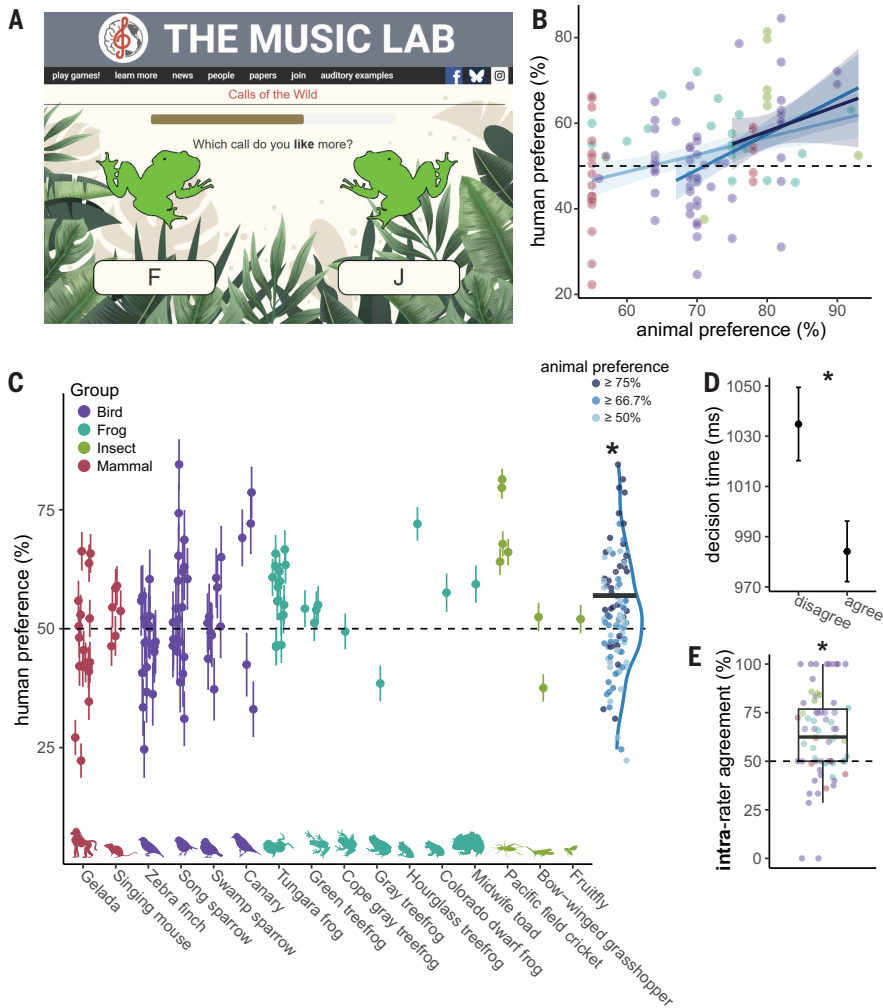 A
THE MUSIC LAB
play games! learn more news people papers join auditory examples
Calls of the Wild
Which call do you like more?
F J
B
human preference (%)
80
60
40
20
60 70 80 90
animal preference (%)
C
Group
Bird
Frog
Insect
Mammal
human preference (%)
75
50
25
animal preference
≥ 75%
≥ 66.7%
≥ 50%
*
Gelada
Singing mouse
Zebra finch
Song sparrow
Swamp sparrow
Canary
Tungara frog
Green treefrog
Cope gray treefrog
Gray treefrog
Hourglass treefrog
Colorado dwarf frog
Midwife toad
Pacific field cricket
Bow−winged grasshopper
Fruitfly
D
decision time (ms)
1050
1030
1010
990
970
*
disagree
agree
E
intra-rater agreement (%)
100
75
50
25
0
*